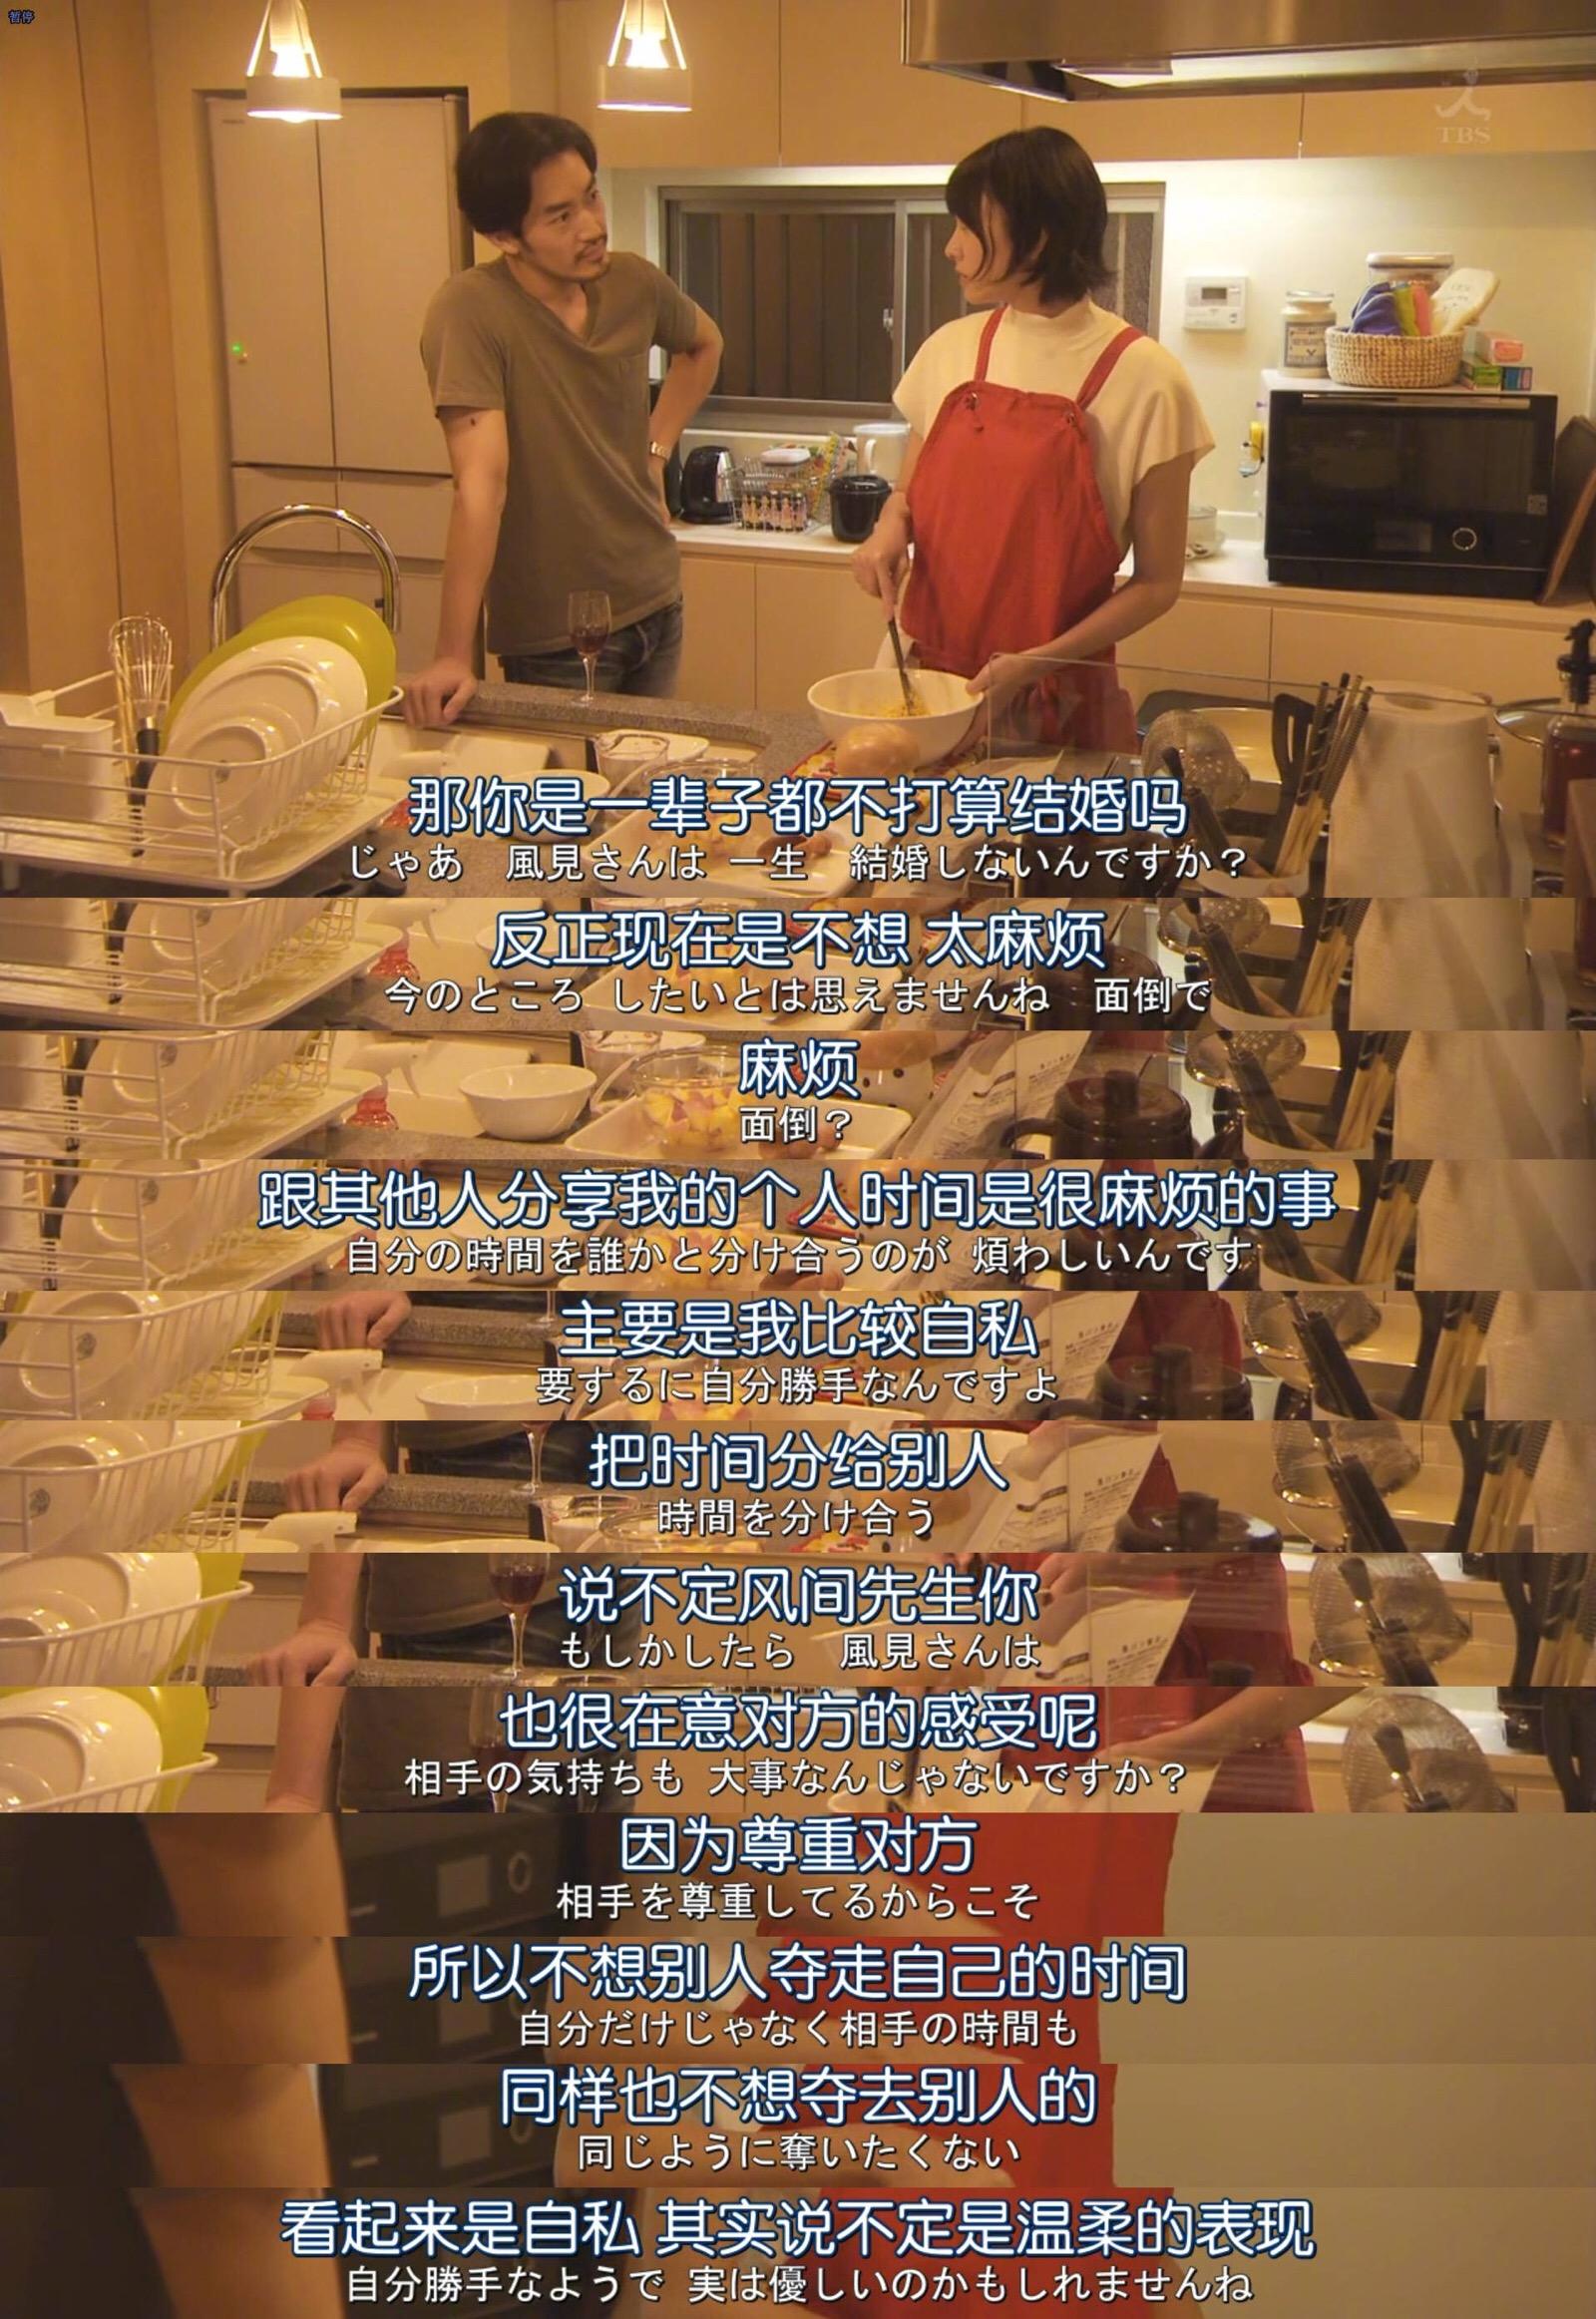 暂停
TBS
那你是一辈子都不打算结婚吗
じゃあ 風見さんは 一生 結婚しないんですか？
反正现在是不想 太麻烦
今のところ したいとは思えませんね 面倒で
麻烦
面倒？
跟其他人分享我的个人时间是很麻烦的事
自分の時間を誰かと分け合うのが 煩わしいんです
主要是我比较自私
要するに自分勝手なんですよ
把时间分给别人
時間を分け合う
说不定风间先生你
もしかしたら 風見さんは
也很在意对方的感受呢
相手の気持ちも 大事なんじゃないですか？
因为尊重对方
相手を尊重してるからこそ
所以不想别人夺走自己的时间
自分だけじゃなく相手の時間も
同样也不想夺去别人的
同じように奪いたくない
看起来是自私 其实说不定是温柔的表现
自分勝手なようで 実は優しいのかもしれませんね